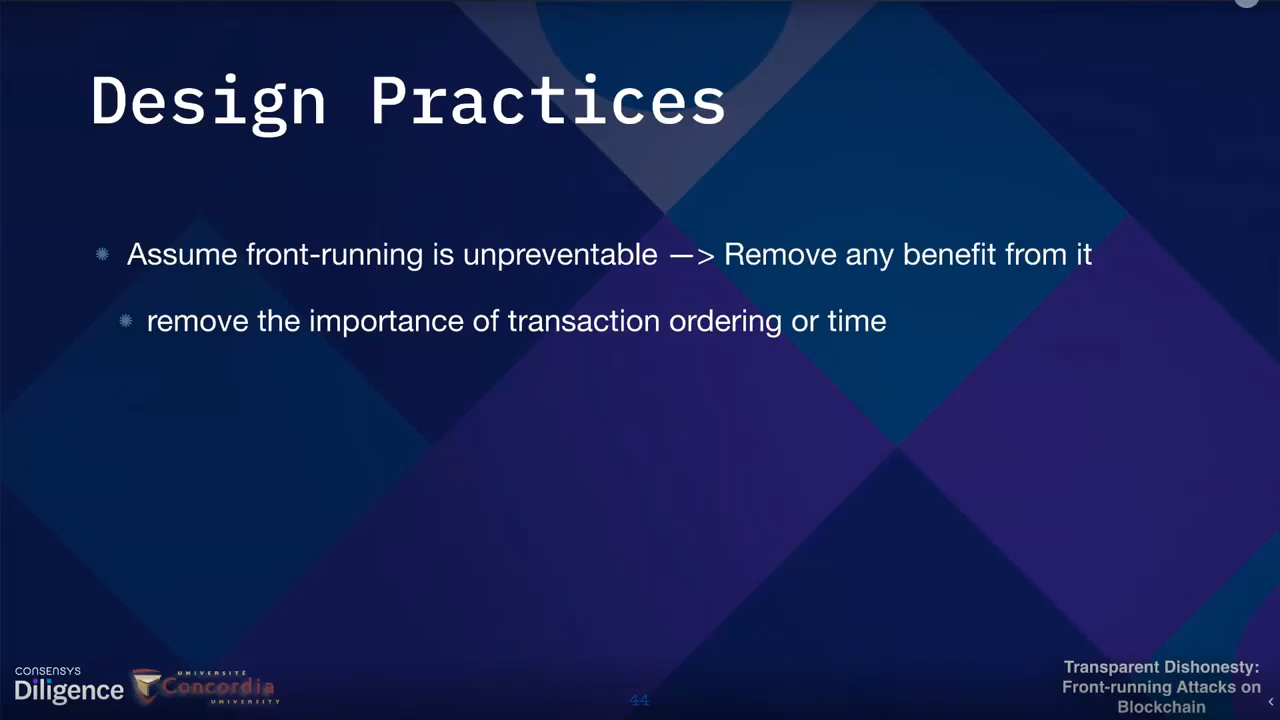 Design Practices
Assume front-running is unpreventable —> Remove any benefit from it
remove the importance of transaction ordering or time
CONSENSYS
Diligence
UNIVERSITÉ
Concordia
UNIVERSITY
44
Transparent Dishonesty:
Front-running Attacks on
Blockchain